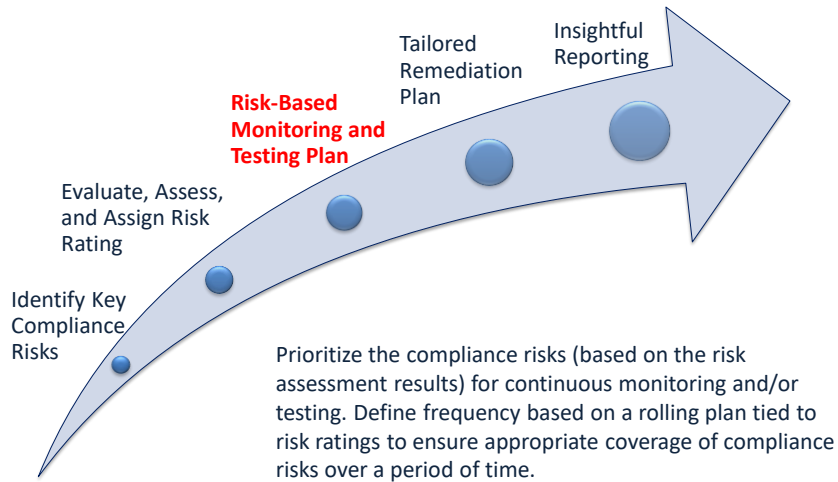 Identify Key
Compliance
Risks
Evaluate, Assess,
and Assign Risk
Rating
Risk-Based
Monitoring and
Testing Plan
Tailored
Remediation
Plan
Insightful
Reporting
Prioritize the compliance risks (based on the risk
assessment results) for continuous monitoring and/or
testing. Define frequency based on a rolling plan tied to
risk ratings to ensure appropriate coverage of compliance
risks over a period of time.